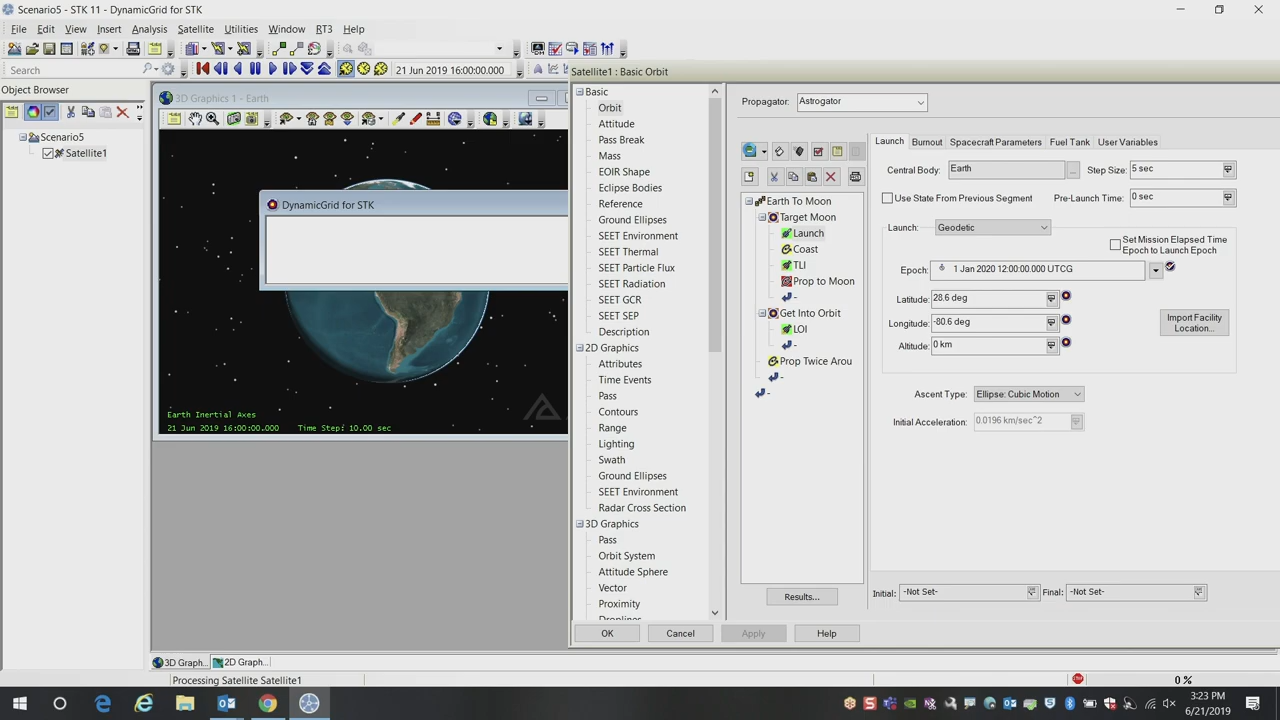 Scenario5 - STK 11 - DynamicGrid for STK
File Edit View Insert Analysis Satellite Utilities Window RT3 Help
Search
21 Jun 2019 16:00:00.000
Object Browser
Scenario5
Satellite1
3D Graphics 1 - Earth
DynamicGrid for STK
Earth Inertial Axes
21 Jun 2019 16:00:00.000 Time Step: 10.00 sec
Satellite1 : Basic Orbit
Basic
Orbit
Attitude
Pass Break
Mass
EOIR Shape
Eclipse Bodies
Reference
Ground Ellipses
SEET Environment
SEET Thermal
SEET Particle Flux
SEET Radiation
SEET GCR
SEET SEP
Description
2D Graphics
Attributes
Time Events
Pass
Contours
Range
Lighting
Swath
Ground Ellipses
SEET Environment
Radar Cross Section
3D Graphics
Pass
Orbit System
Attitude Sphere
Vector
Proximity
Droplines
Propagator: Astrogator
Earth To Moon
Target Moon
Launch
Coast
TLI
Prop to Moon
-
Get Into Orbit
LOI
-
Prop Twice Arou
-
-
Results...
Launch Burnout Spacecraft Parameters Fuel Tank User Variables
Central Body: Earth ... Step Size: 5 sec
Use State From Previous Segment Pre-Launch Time: 0 sec
Launch: Geodetic
Set Mission Elapsed Time
Epoch to Launch Epoch
Epoch: 1 Jan 2020 12:00:00.000 UTCG
Latitude: 28.6 deg
Longitude: -80.6 deg
Altitude: 0 km
Import Facility
Location...
Ascent Type: Ellipse: Cubic Motion
Initial Acceleration: 0.0196 km/sec^2
Initial: -Not Set- Final: -Not Set-
OK Cancel Apply Help
3D Graph... 2D Graph...
Processing Satellite Satellite1
0 %
3:23 PM
6/21/2019